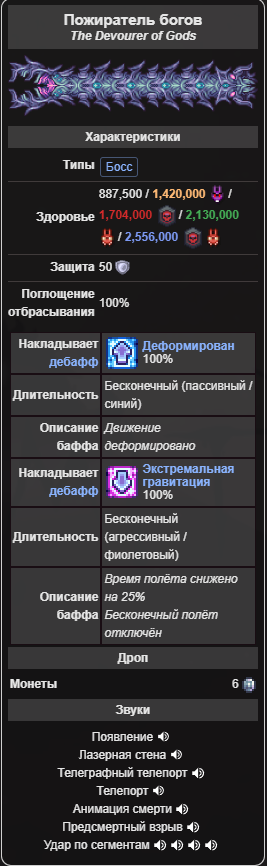 Пожиратель богов
The Devourer of Gods
Характеристики
Типы Босс
887,500 / 1,420,000 /
Здоровье 1,704,000 / 2,130,000
/ 2,556,000
Защита 50
Поглощение отбрасывания 100%
Накладывает дебафф Деформирован 100%
Длительность Бесконечный (пассивный / синий)
Описание баффа Движение деформировано
Накладывает дебафф Экстремальная гравитация 100%
Длительность Бесконечный (агрессивный / фиолетовый)
Описание баффа Время полёта снижено на 25%
Бесконечный полёт отключён
Дроп
Монеты 6
Звуки
Появление
Лазерная стена
Телеграфный телепорт
Телепорт
Анимация смерти
Предсмертный взрыв
Удар по сегментам